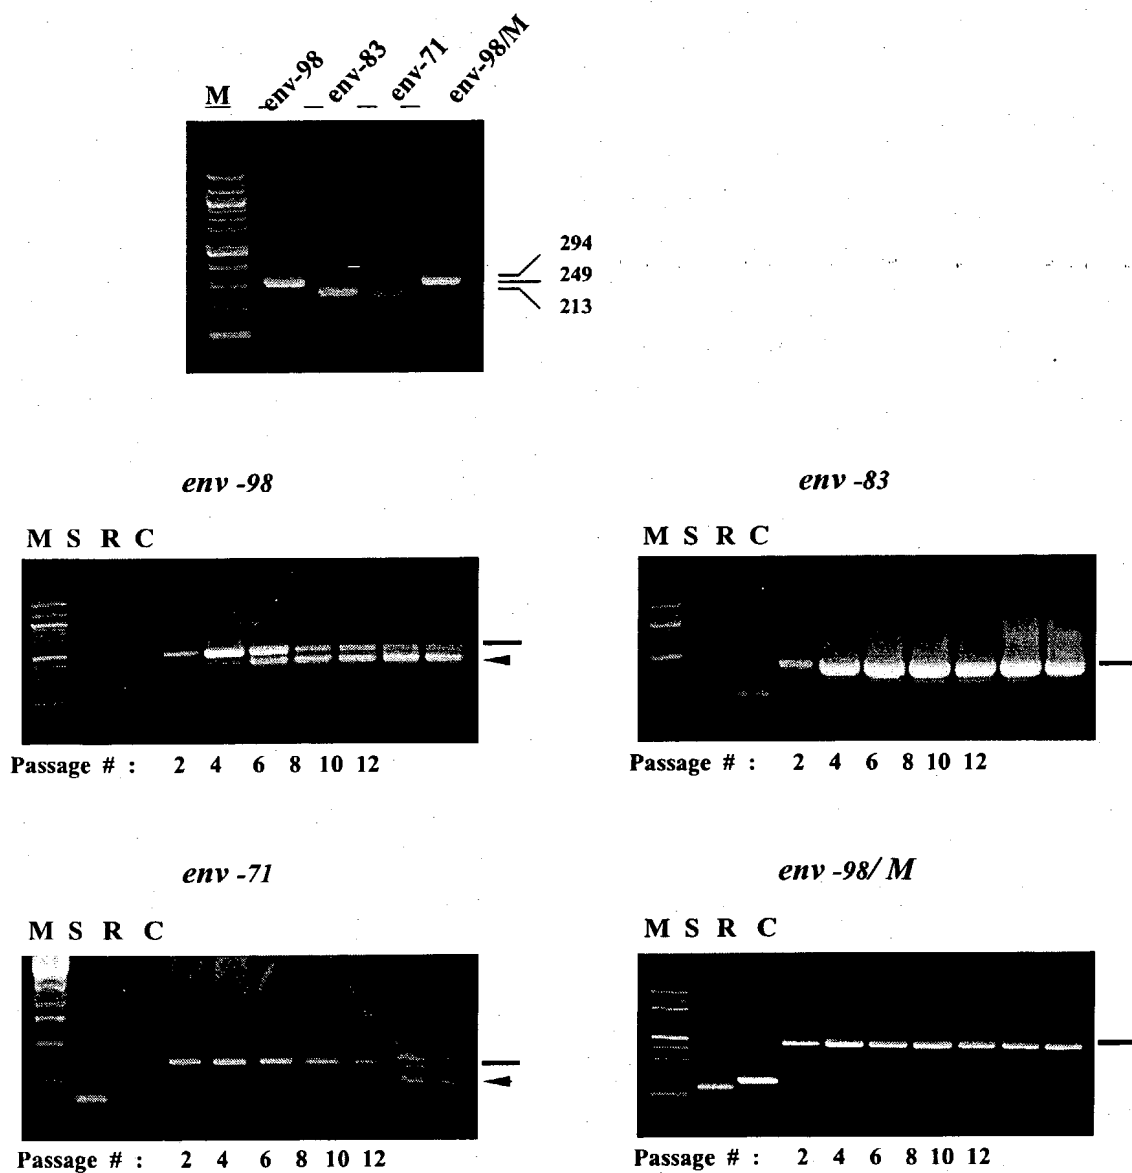 M env-98 env-83 env-71 env-98/M
294
249
213
env -98
env -83
M S R C
M S R C
Passage # : 2 4 6 8 10 12
Passage # : 2 4 6 8 10 12
env -71
env -98/ M
M S R C
M S R C
Passage # : 2 4 6 8 10 12
Passage # : 2 4 6 8 10 12